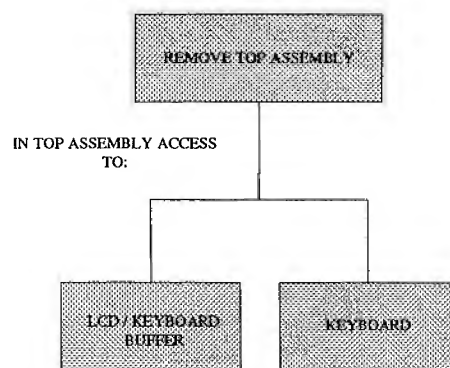 REMOVE TOP ASSEMBLY
IN TOP ASSEMBLY ACCESS
TO:
LCD / KEYBOARD
BUFFER
KEYBOARD